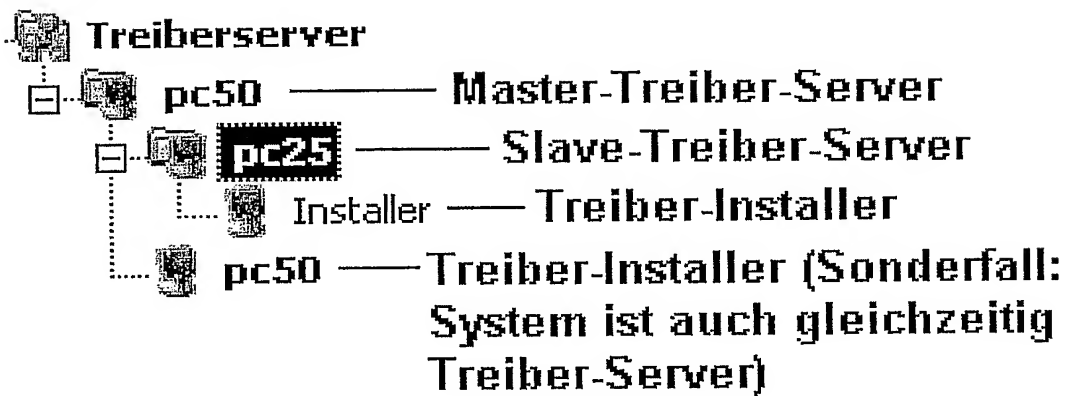 Treiberserver
pc50 Master-Treiber-Server
pc25 Slave-Treiber-Server
Installer Treiber-Installer
pc50 Treiber-Installer (Sonderfall:
System ist auch gleichzeitig
Treiber-Server)